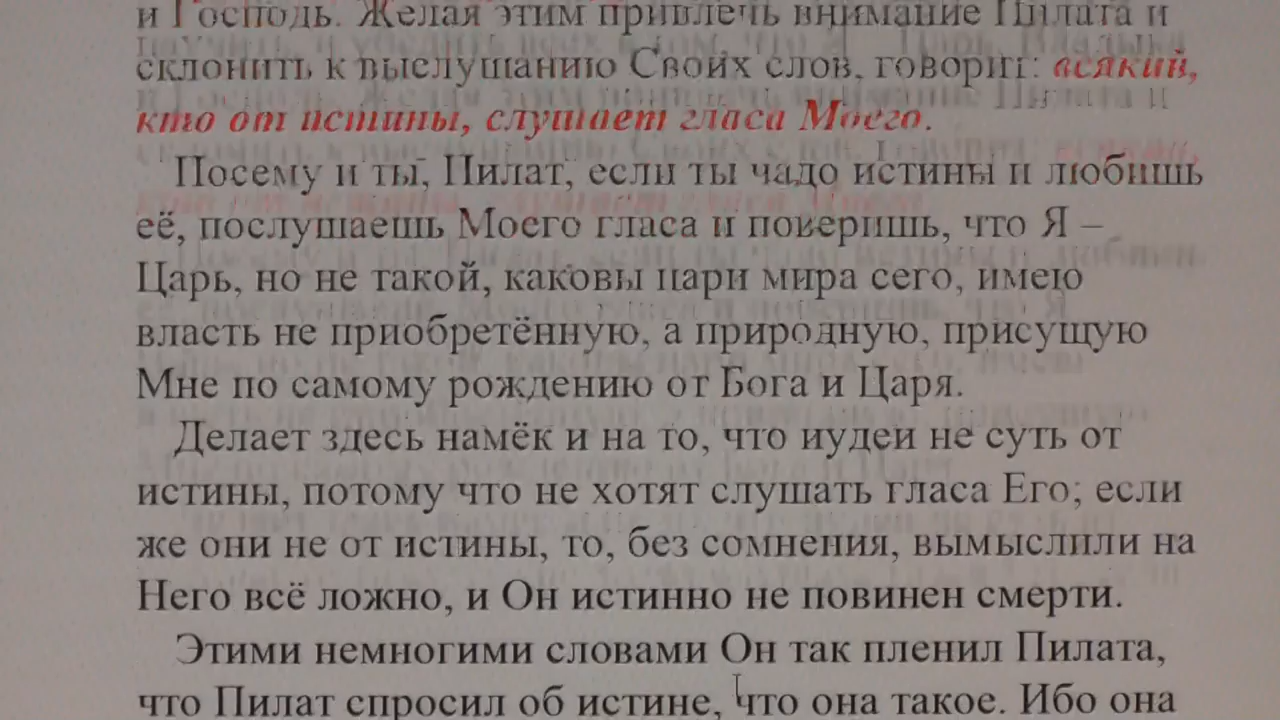 и Господь. Желая этим привлечь внимание Пилата и
склонить к выслушанию Своих слов, говорит: всякий,
кто от истины, слушает гласа Моего.
Посему и ты, Пилат, если ты чадо истины и любишь
её, послушаешь Моего гласа и поверишь, что Я –
Царь, но не такой, каковы цари мира сего, имею
власть не приобретённую, а природную, присущую
Мне по самому рождению от Бога и Царя.
Делает здесь намёк и на то, что иудеи не суть от
истины, потому что не хотят слушать гласа Его; если
же они не от истины, то, без сомнения, вымыслили на
Него всё ложно, и Он истинно не повинен смерти.
Этими немногими словами Он так пленил Пилата,
что Пилат спросил об истине, что она такое. Ибо она